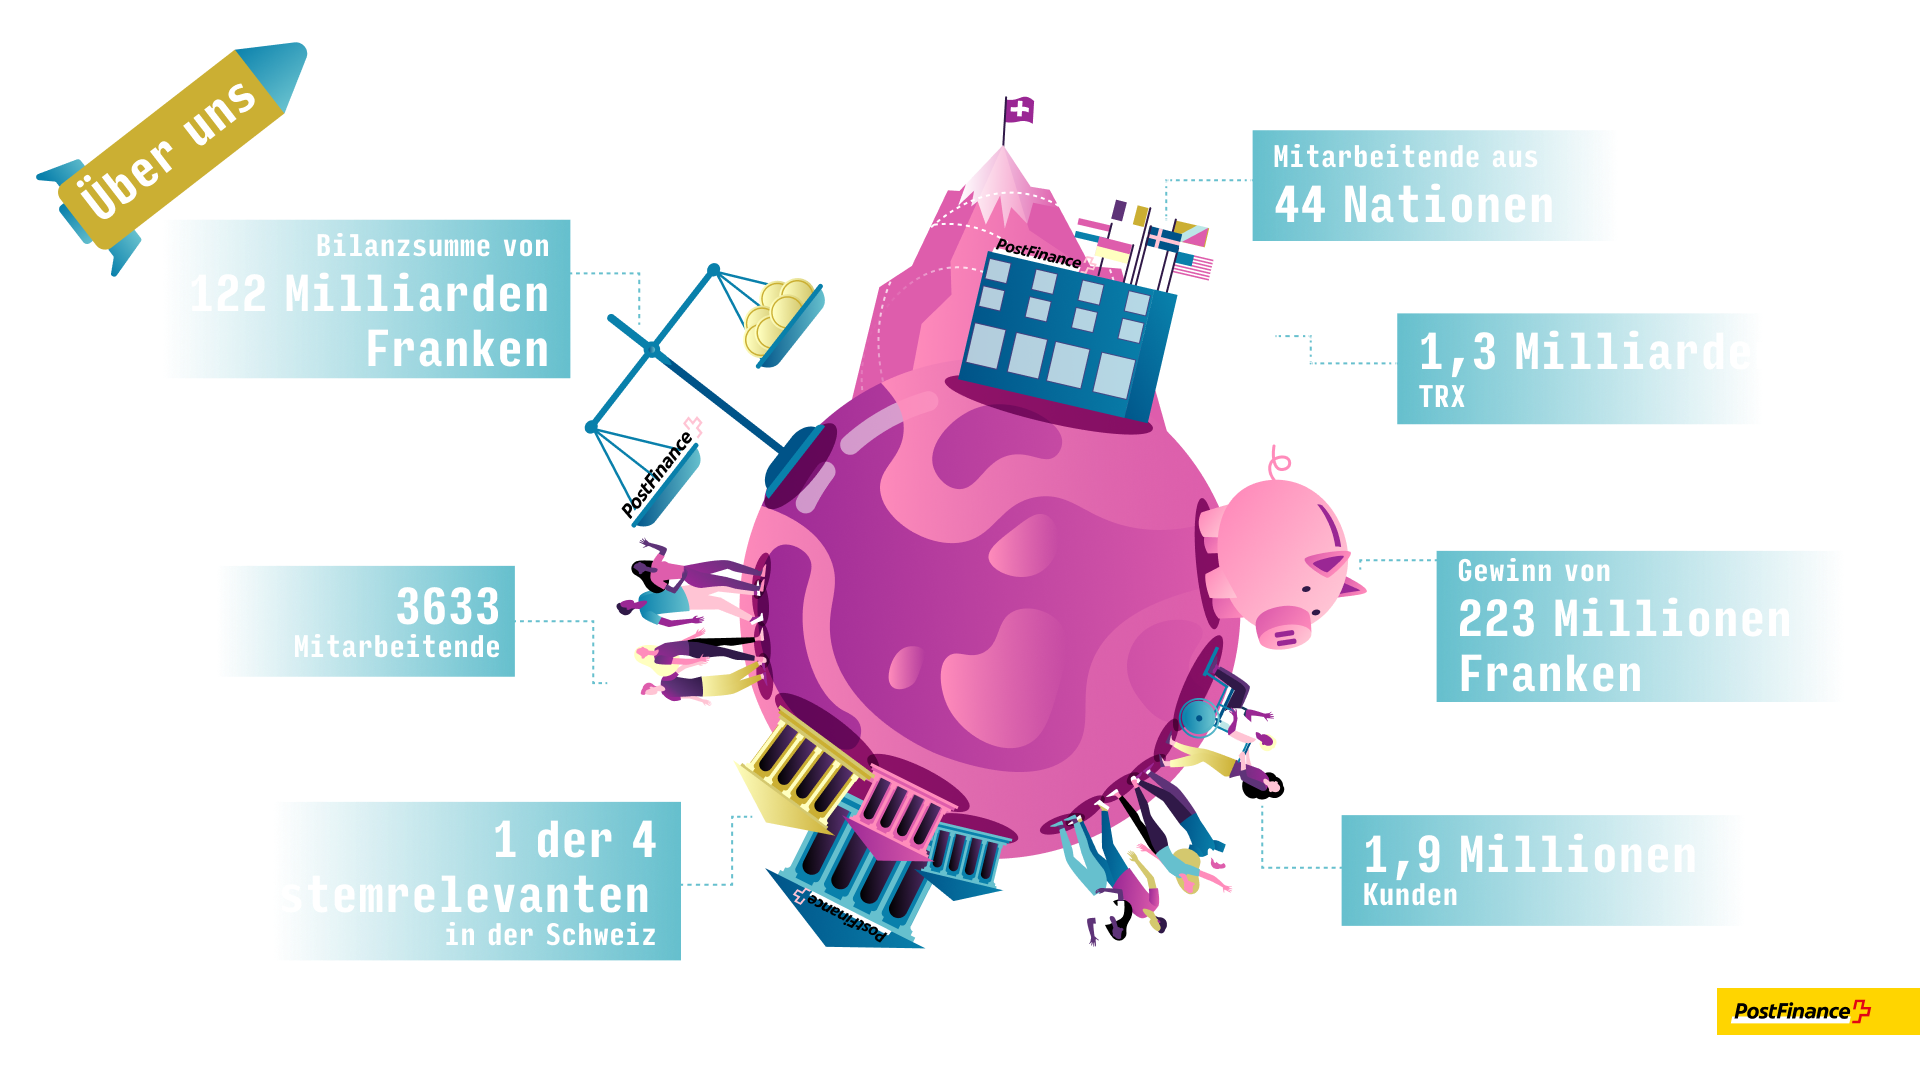 Über uns
Bilanzsumme von
122 Milliarden
Franken
3633
Mitarbeitende
1 der 4
stemrelevanten
in der Schweiz
Mitarbeitende aus
44 Nationen
1,3 Milliarde
TRX
Gewinn von
223 Millionen
Franken
1,9 Millionen
Kunden
PostFinance
PostFinance
PostFinance
PostFinance